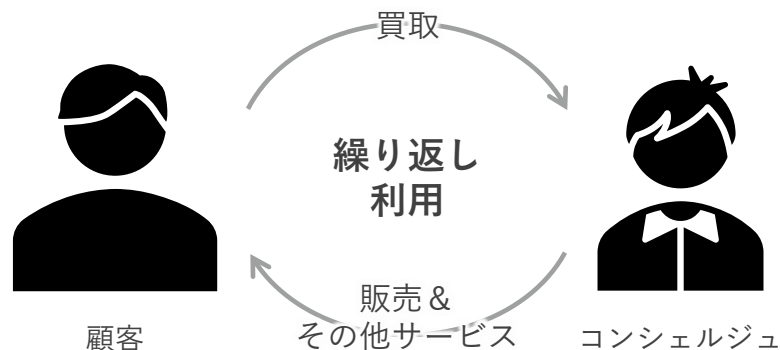 買取
繰り返し
利用
販売＆
その他サービス
顧客
コンシェルジュ